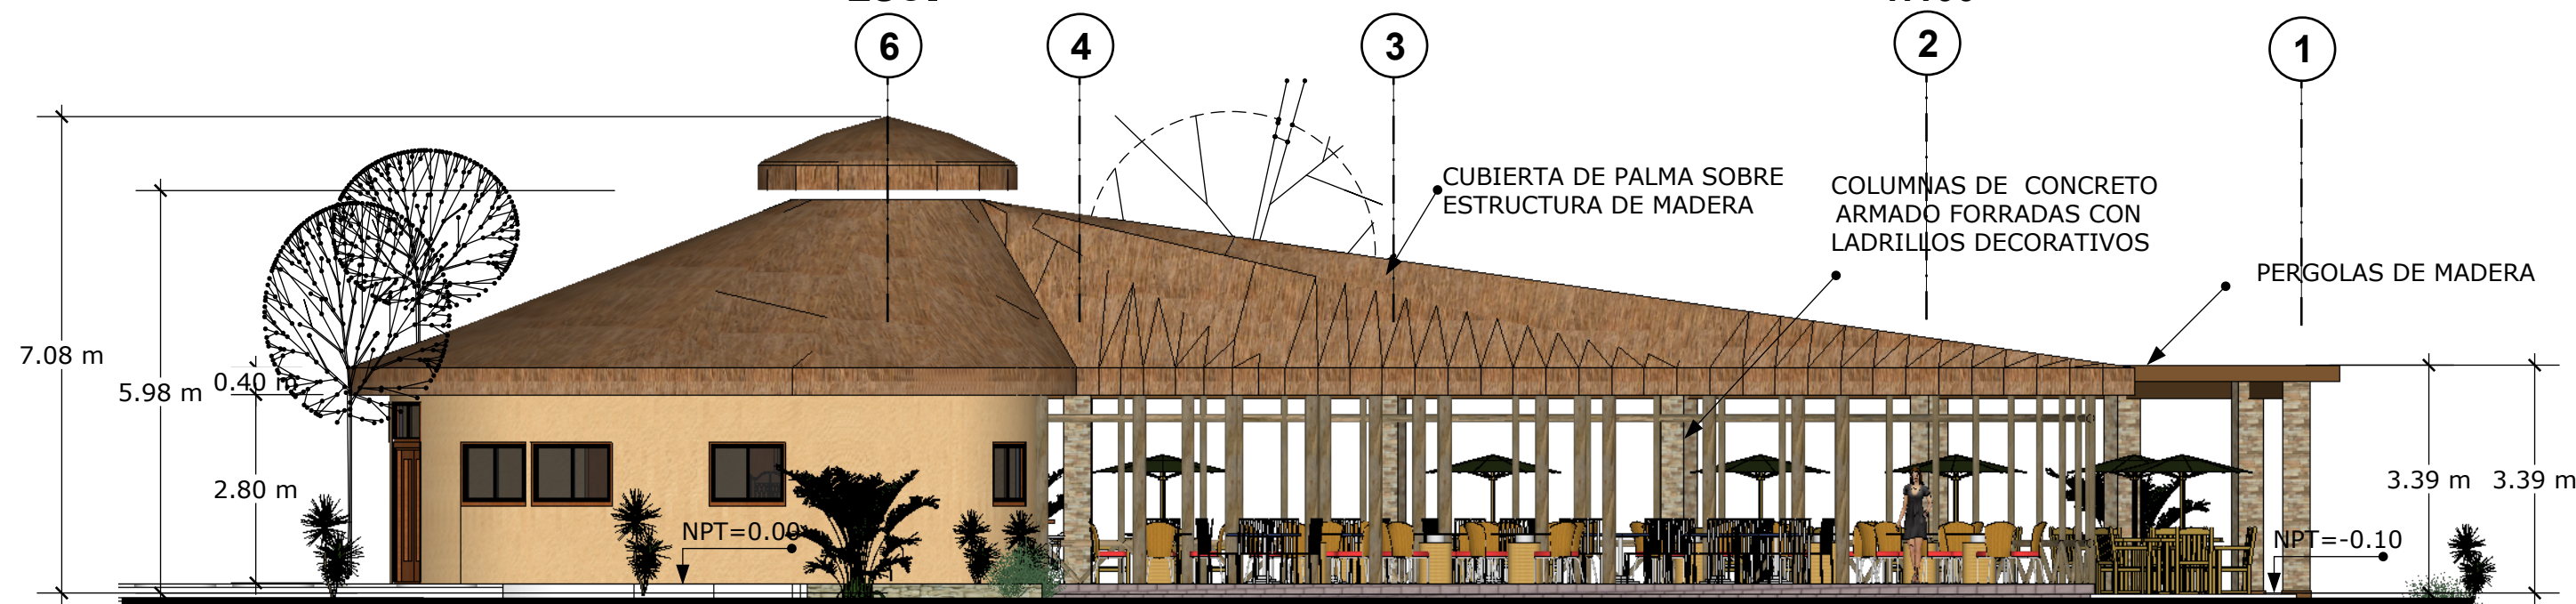 6
4
3
2
1
CUBIERTA DE PALMA SOBRE
ESTRUCTURA DE MADERA
COLUMNAS DE CONCRETO
ARMADO FORRADAS CON
LADRILLOS DECORATIVOS
PERGOLAS DE MADERA
7.08 m
5.98 m
0.40 m
2.80 m
3.39 m
3.39 m
NPT=0.00
NPT=-0.10